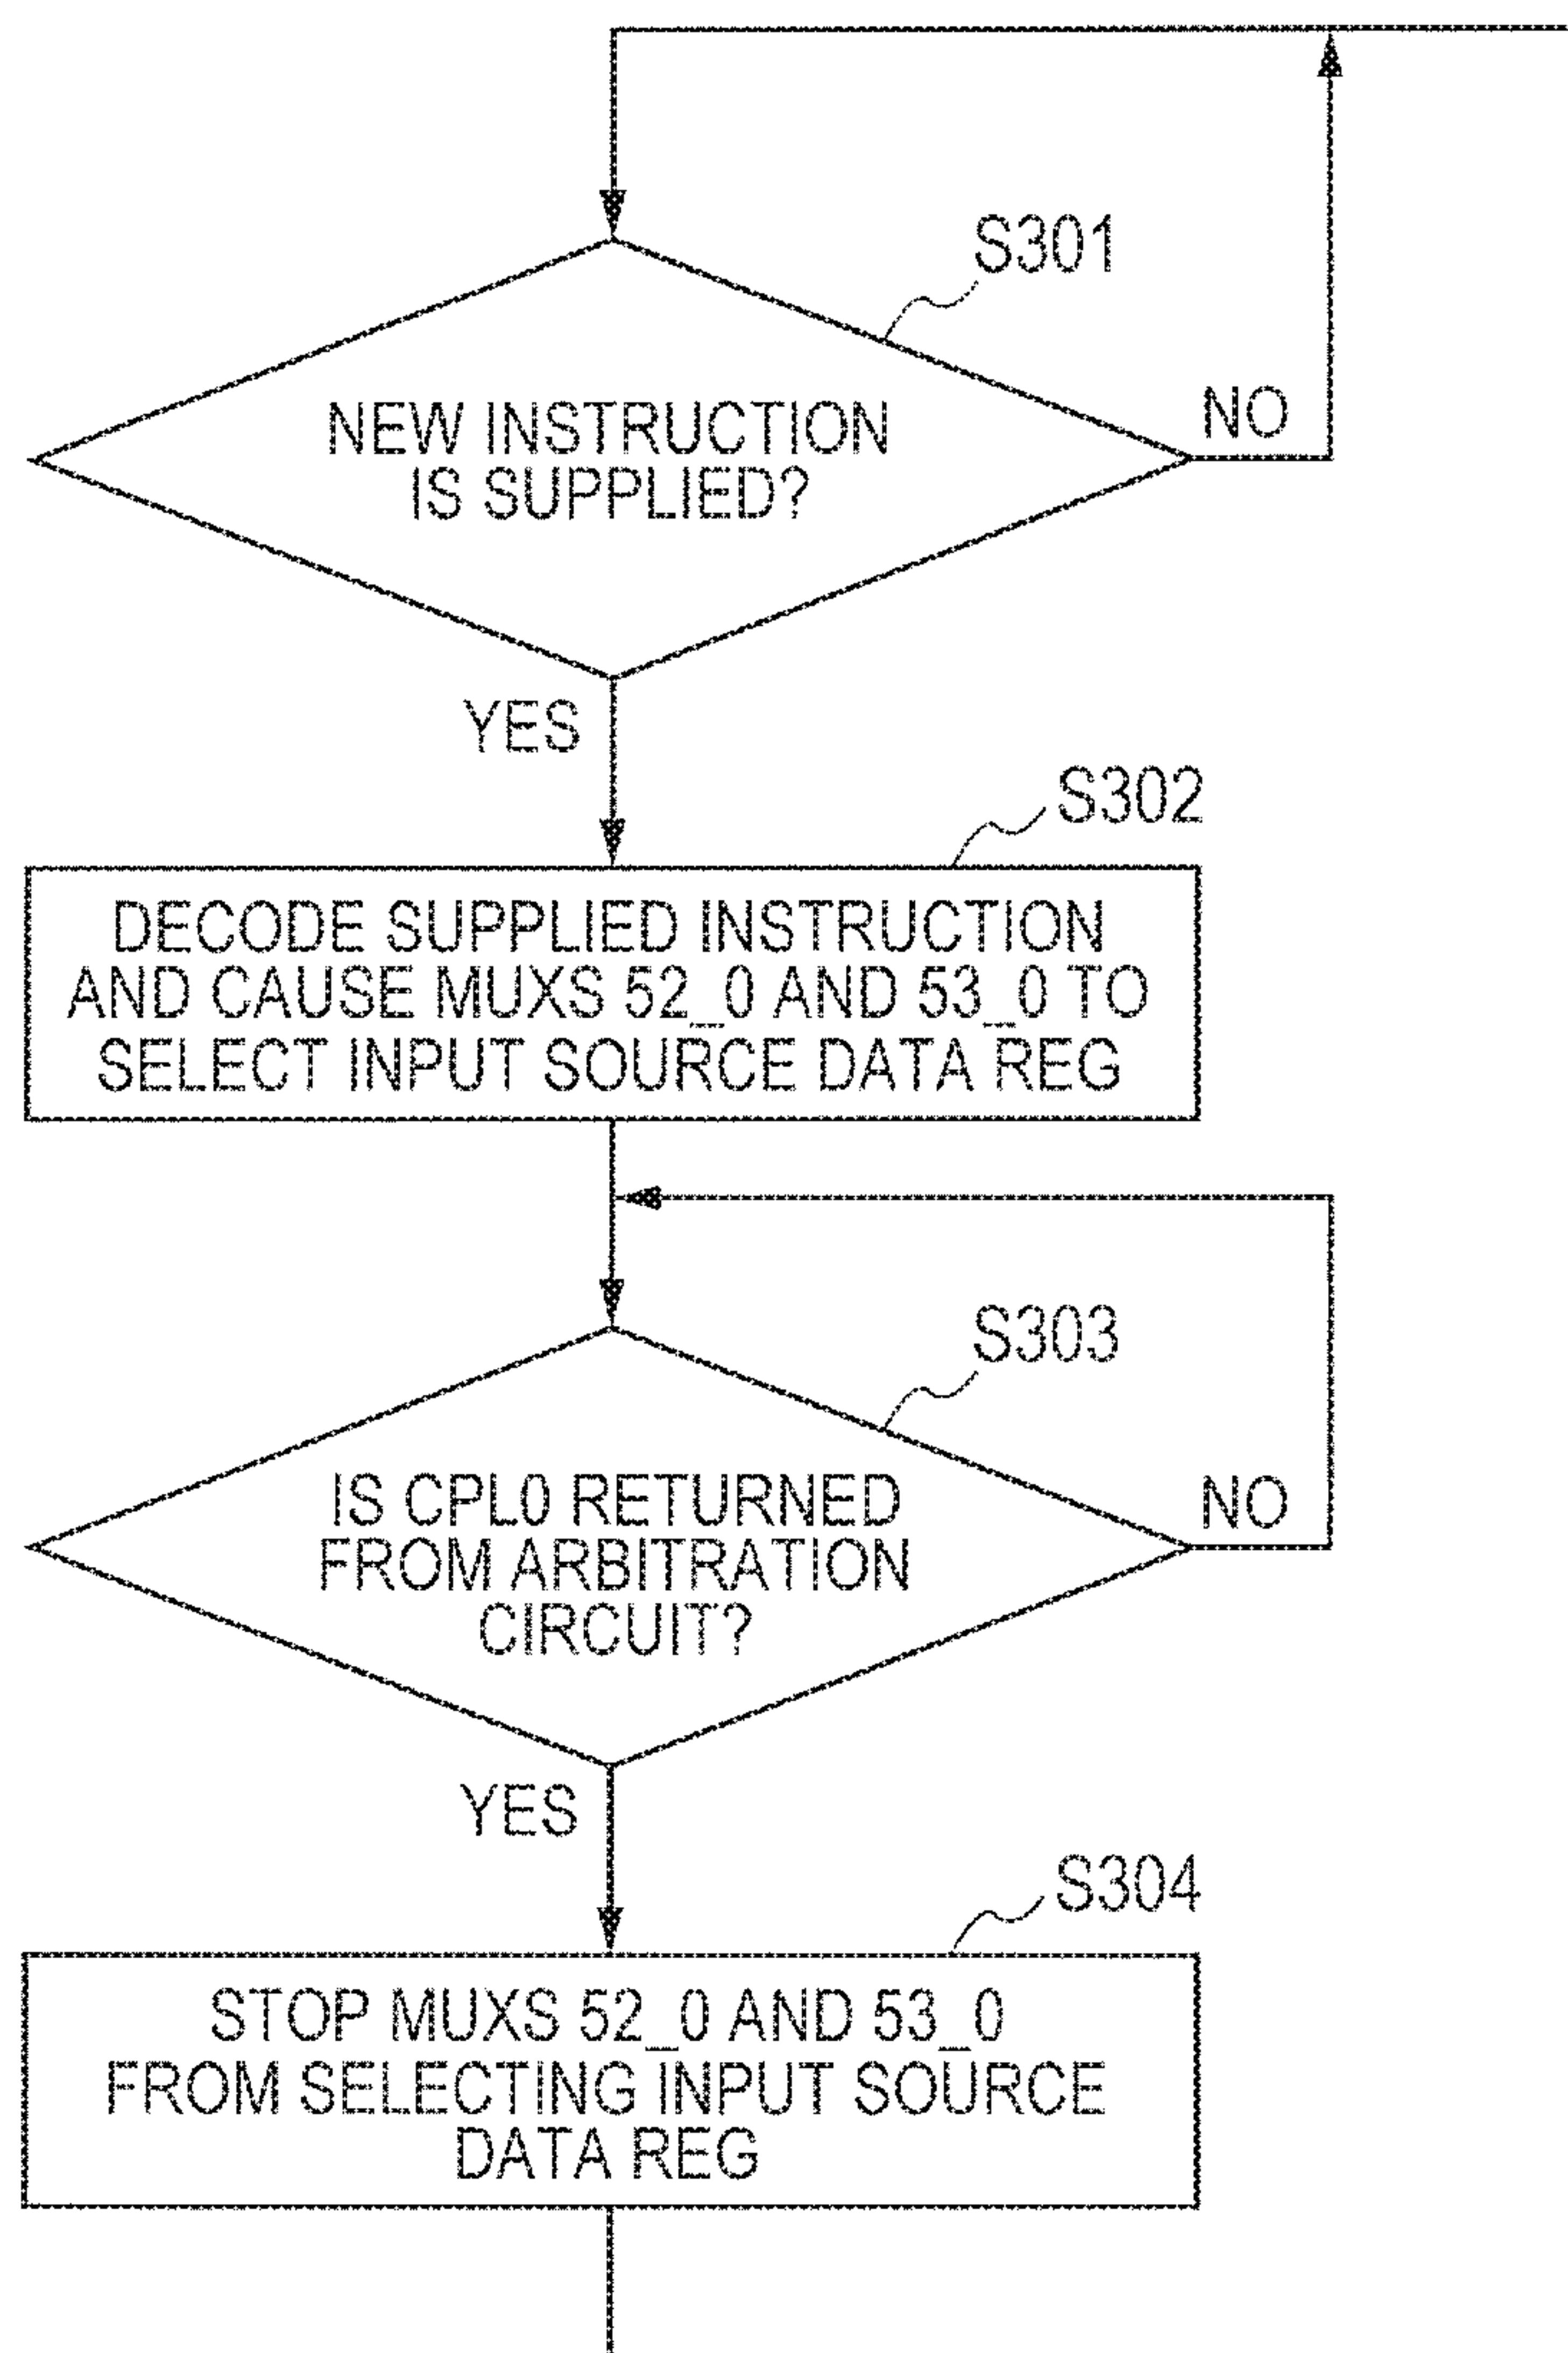 S301
NEW INSTRUCTION
IS SUPPLIED?
NO
YES
S302
DECODE SUPPLIED INSTRUCTION
AND CAUSE MUXS 52_0 AND 53_0 TO
SELECT INPUT SOURCE DATA REG
S303
IS CPL0 RETURNED
FROM ARBITRATION
CIRCUIT?
NO
YES
S304
STOP MUXS 52_0 AND 53_0
FROM SELECTING INPUT SOURCE
DATA REG